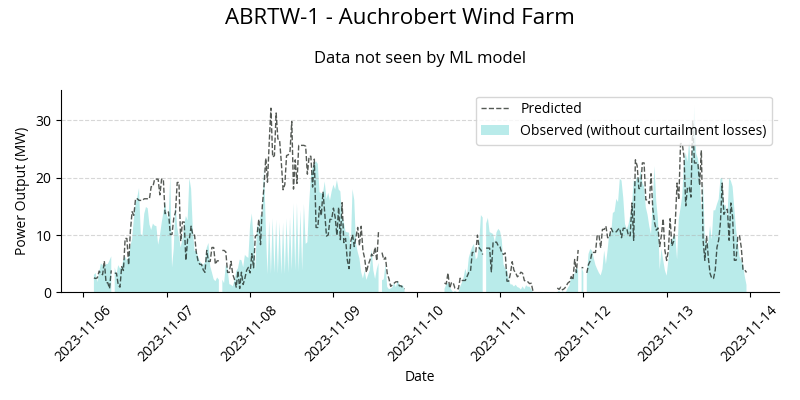 ABRTW-1 - Auchrobert Wind Farm
Data not seen by ML model
Predicted
Observed (without curtailment losses)
Power Output (MW)
30
20
10
0
2023-11-06
2023-11-07
2023-11-08
2023-11-09
2023-11-10
2023-11-11
2023-11-12
2023-11-13
2023-11-14
Date